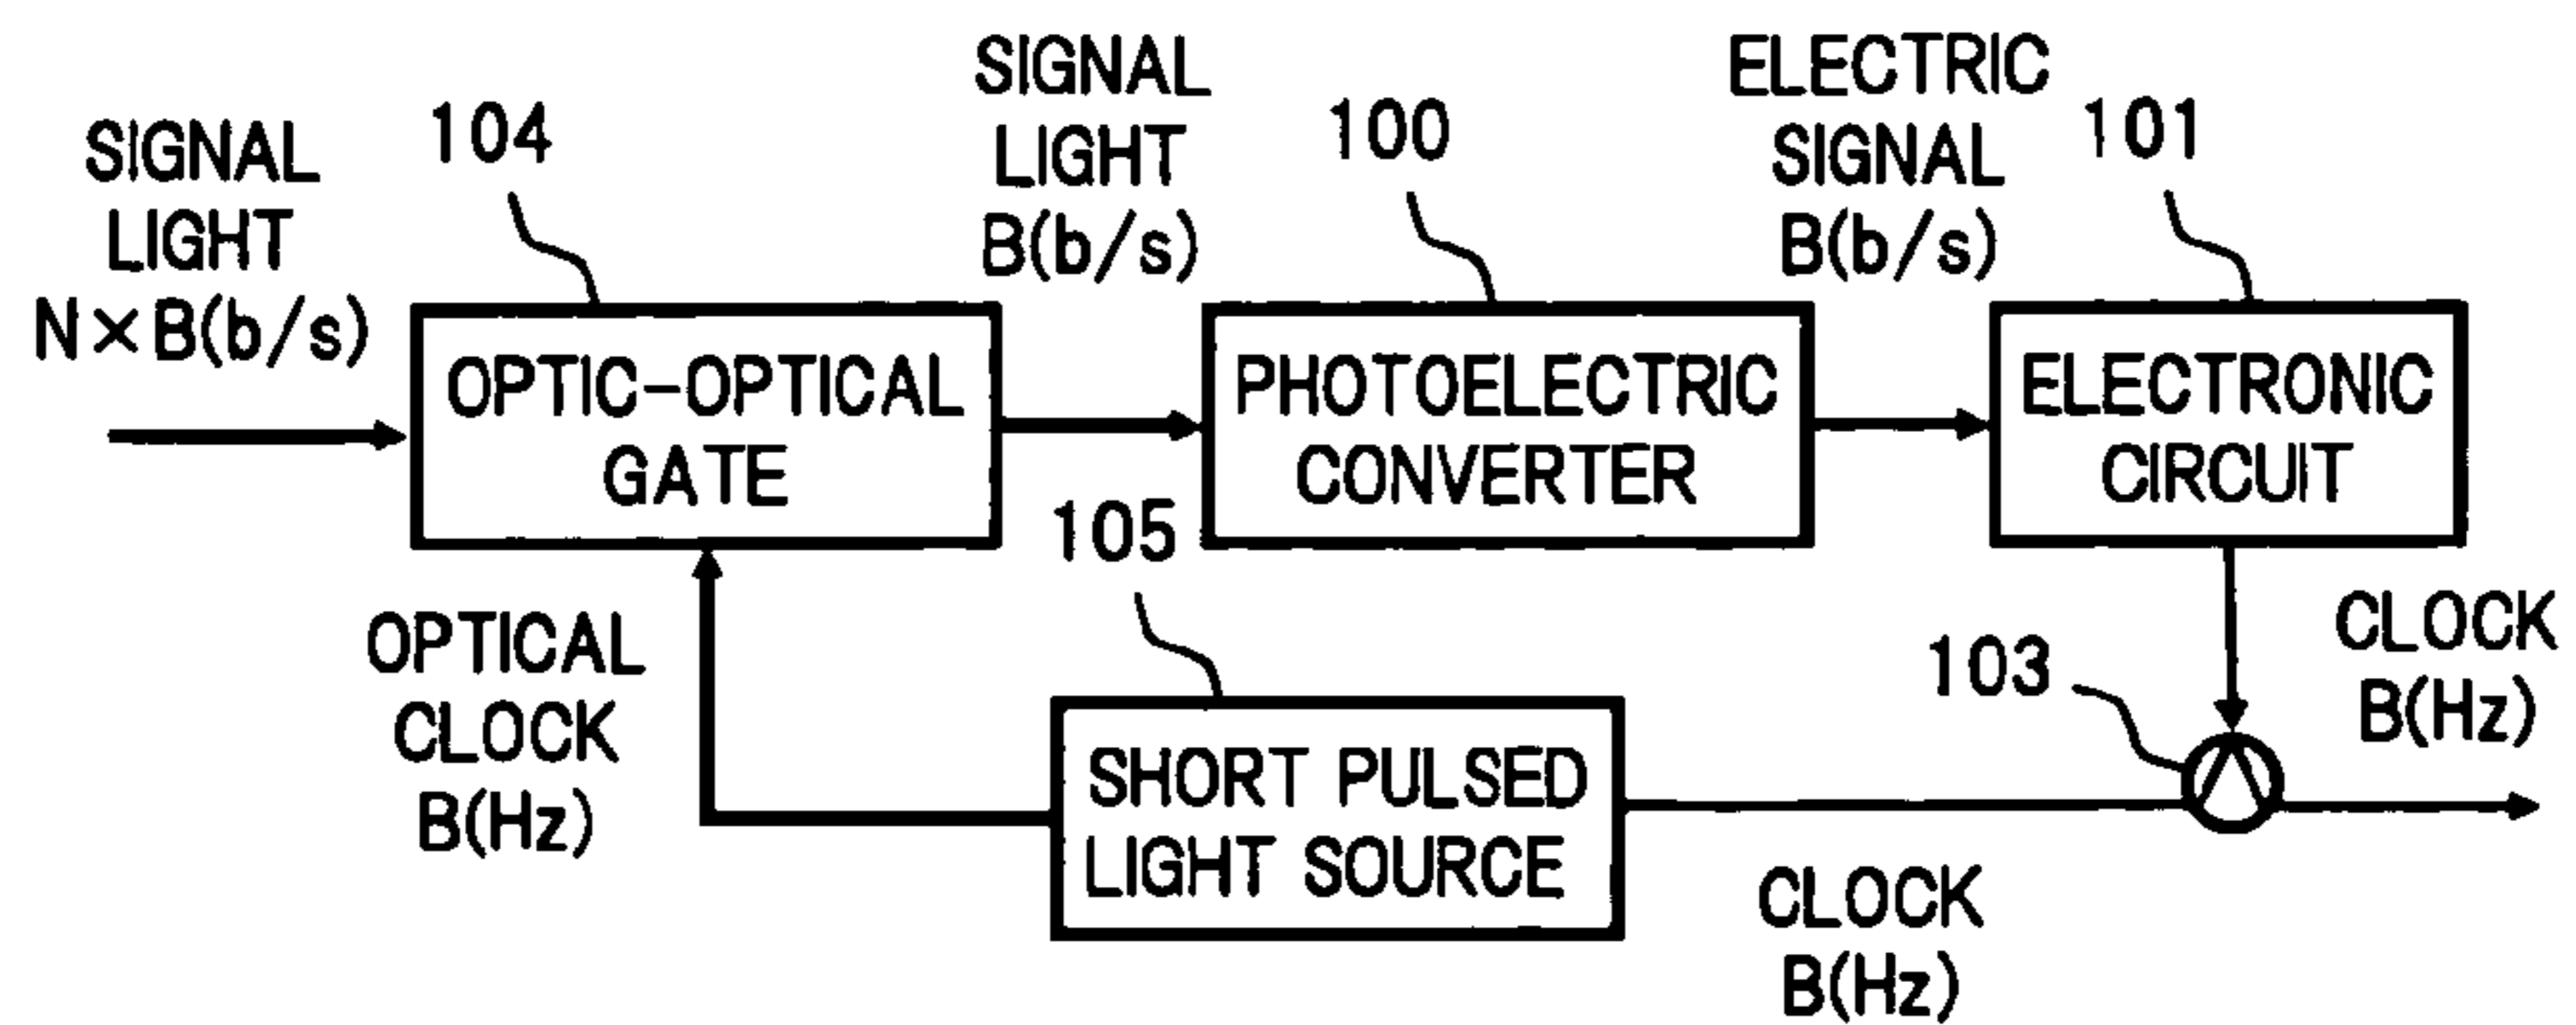 SIGNAL
LIGHT
N×B(b/s)
104
SIGNAL
LIGHT
B(b/s)
100
ELECTRIC
SIGNAL
B(b/s)
101
OPTIC-OPTICAL
GATE
PHOTOELECTRIC
CONVERTER
ELECTRONIC
CIRCUIT
OPTICAL
CLOCK
B(Hz)
105
SHORT PULSED
LIGHT SOURCE
103
CLOCK
B(Hz)
CLOCK
B(Hz)